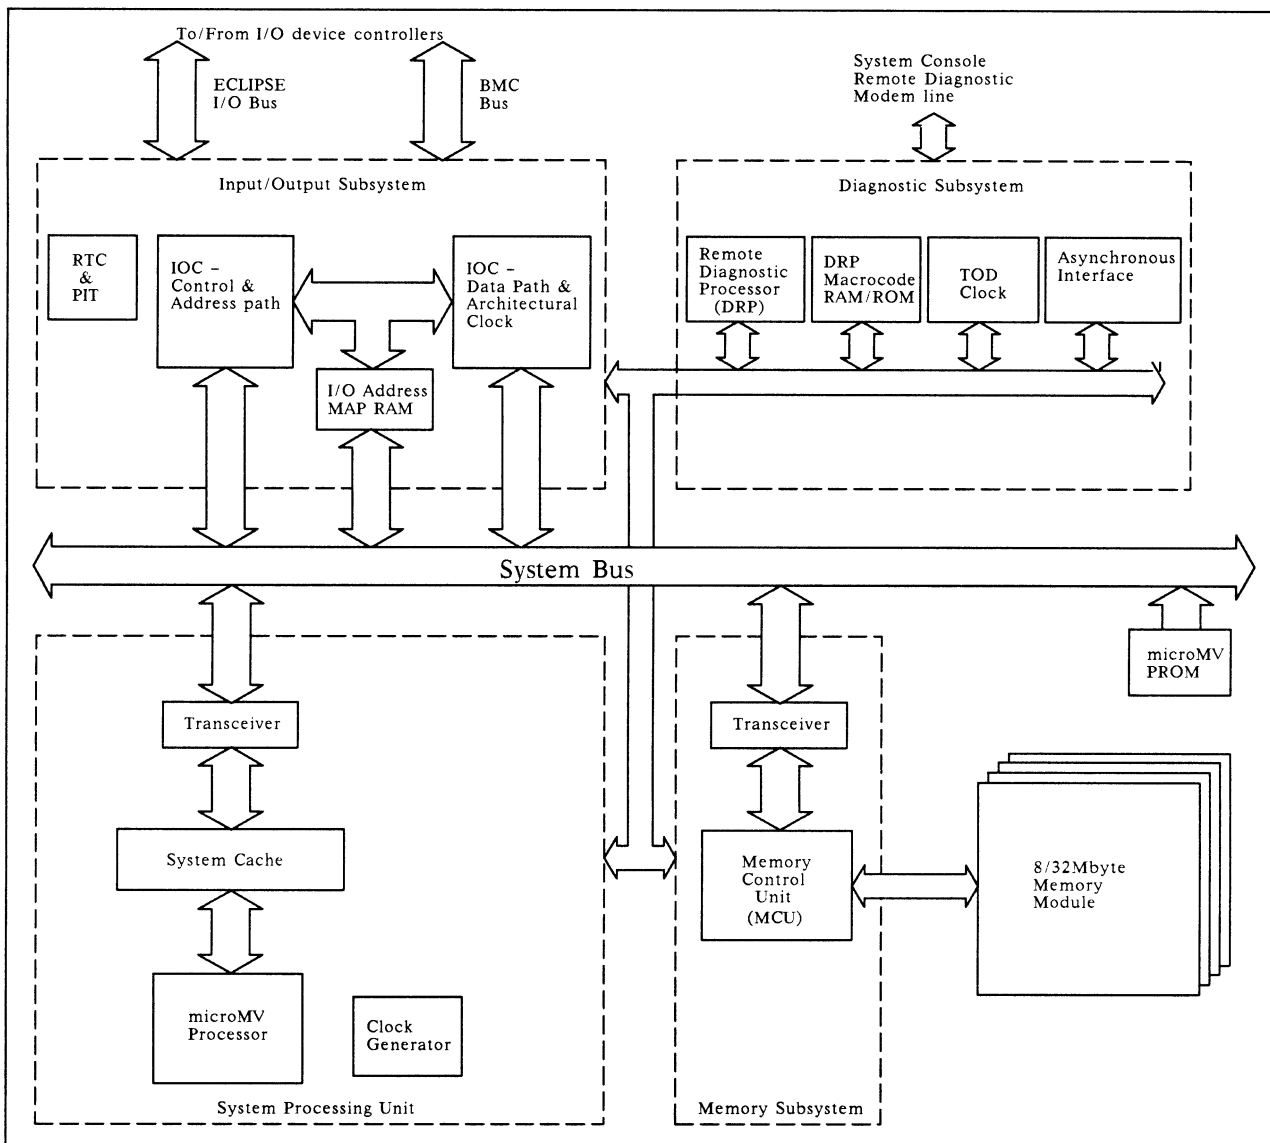 To/From I/O device controllers
ECLIPSE
I/O Bus
BMC
Bus
System Console
Remote Diagnostic
Modem line
Input/Output Subsystem
Diagnostic Subsystem
RTC
&
PIT
IOC –
Control &
Address path
IOC –
Data Path &
Architectural
Clock
I/O Address
MAP RAM
Remote
Diagnostic
Processor
(DRP)
DRP
Macrocode
RAM/ROM
TOD
Clock
Asynchronous
Interface
System Bus
microMV
PROM
Transceiver
System Cache
microMV
Processor
Clock
Generator
System Processing Unit
Transceiver
Memory
Control
Unit
(MCU)
Memory Subsystem
8/32Mbyte
Memory
Module